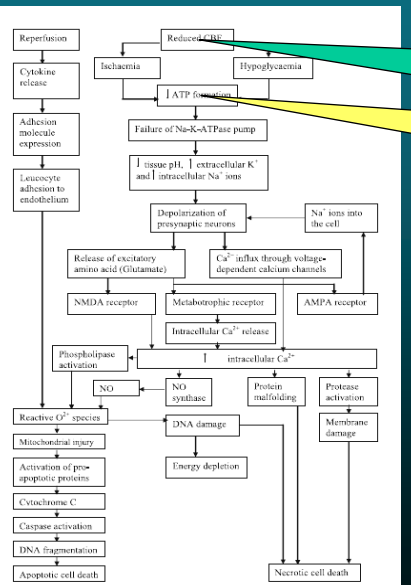 Reperfusion
Reduced CBF
Cytokine
release
Ischaemia
Hypoglycaemia
ATP formation
Adhesion
molecule
expression
Failure of Na-K-ATPase pump
tissue pH, ↑ extracellular K⁺
and ↑ intracellular Na⁺ ions
Leucocyte
adhesion to
endothelium
Depolarization of
presynaptic neurons
Na⁺ ions into
the cell
Release of excitatory
amino acid (Glutamate)
Ca²⁺ influx through voltage-
dependent calcium channels
NMDA receptor
Metabotrophic receptor
AMPA receptor
Intracellular Ca²⁺ release
Phospholipase
activation
↑ intracellular Ca²⁺
NO
NO
synthase
Protein
malfolding
Protease
activation
Reactive O²⁺ species
DNA damage
Membrane
damage
Mitochondrial injury
Activation of pro-
apoptotic proteins
Energy depletion
Cytochrome C
Caspase activation
DNA fragmentation
Apoptotic cell death
Necrotic cell death